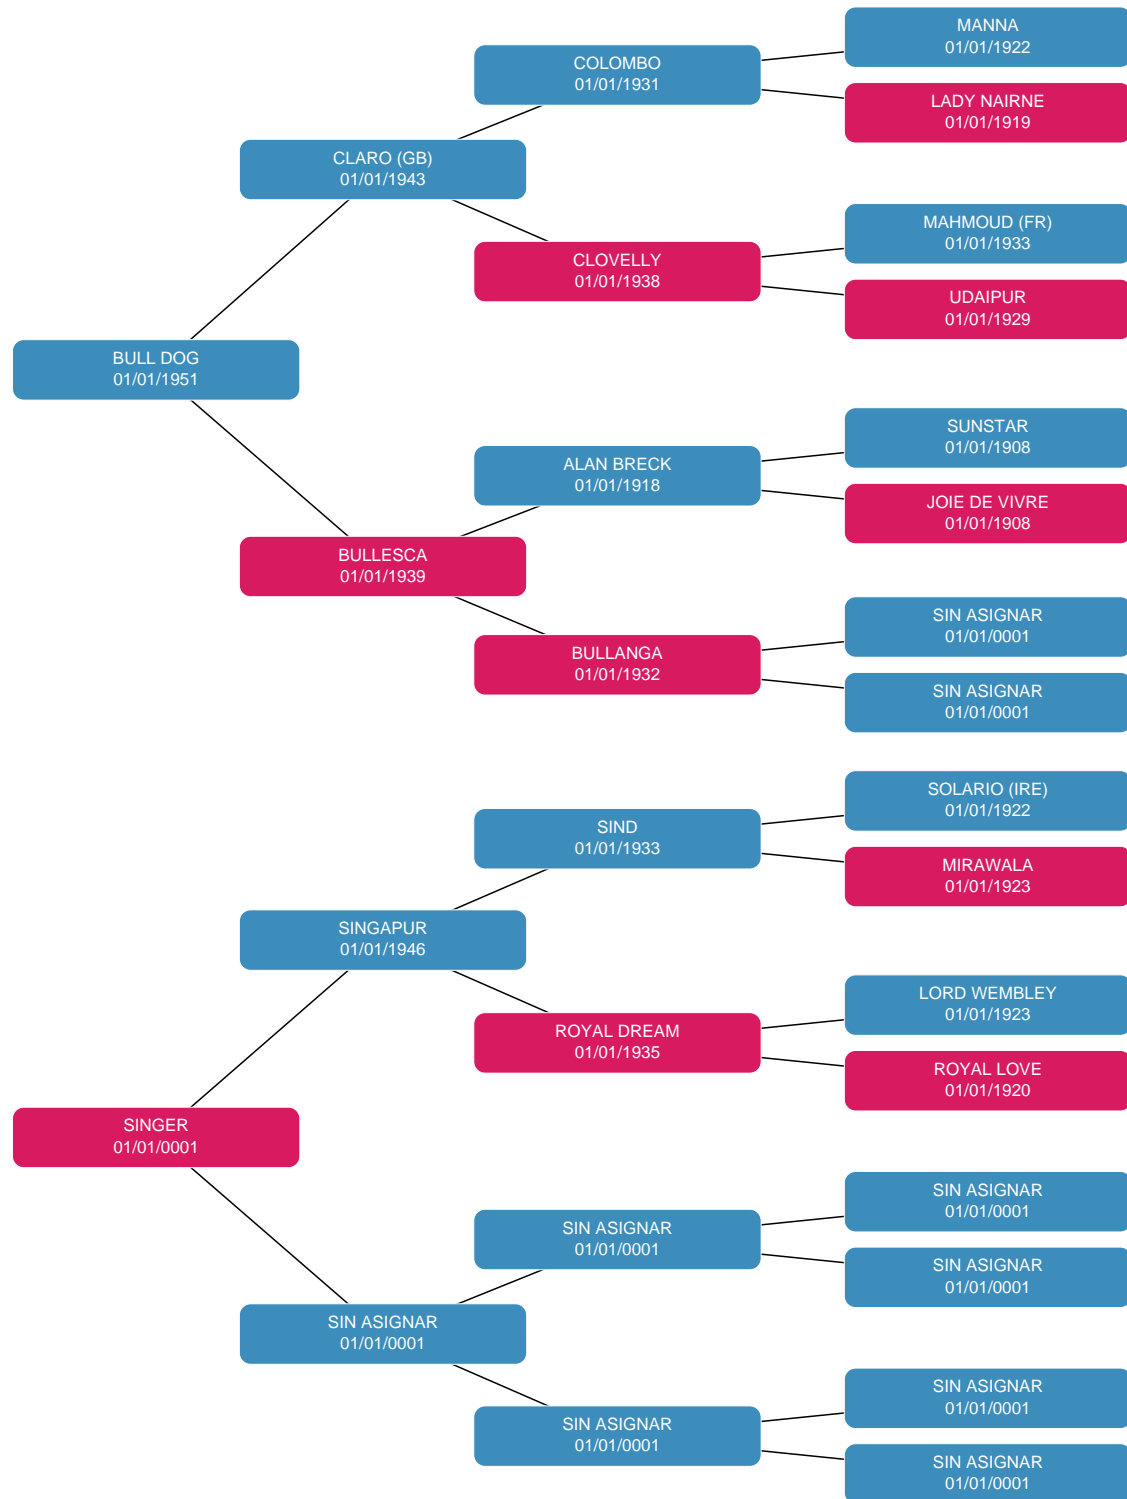 MANNA
01/01/1922
COLOMBO
01/01/1931
LADY NAIRNE
01/01/1919
CLARO (GB)
01/01/1943
MAHMOUD (FR)
01/01/1933
CLOVELLY
01/01/1938
UDAIPUR
01/01/1929
BULL DOG
01/01/1951
SUNSTAR
01/01/1908
ALAN BRECK
01/01/1918
JOIE DE VIVRE
01/01/1908
BULLESCA
01/01/1939
SIN ASIGNAR
01/01/0001
BULLANGA
01/01/1932
SIN ASIGNAR
01/01/0001
SOLARIO (IRE)
01/01/1922
SIND
01/01/1933
MIRAWALA
01/01/1923
SINGAPUR
01/01/1946
LORD WEMBLEY
01/01/1923
ROYAL DREAM
01/01/1935
ROYAL LOVE
01/01/1920
SINGER
01/01/0001
SIN ASIGNAR
01/01/0001
SIN ASIGNAR
01/01/0001
SIN ASIGNAR
01/01/0001
SIN ASIGNAR
01/01/0001
SIN ASIGNAR
01/01/0001
SIN ASIGNAR
01/01/0001
SIN ASIGNAR
01/01/0001